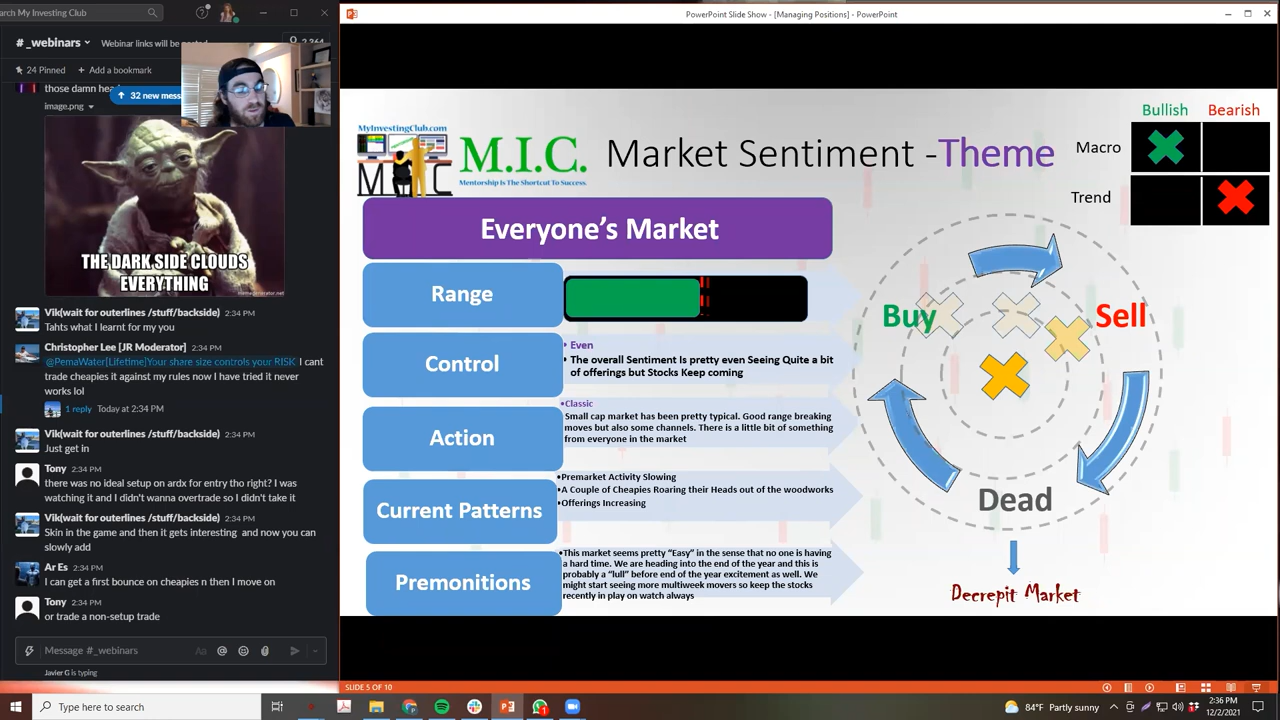 arch My Investing Club
PowerPoint Slide Show - [Managing Positions] - PowerPoint
# _webinars
Webinar links will be
2,364
24 Pinned
+ Add a bookmark
those damn hea
32 new mess
image.png
THE DARK SIDE CLOUDS
EVERYTHING
Vik(wait for outerlines /stuff/backside) 2:34 PM
Tahts what I learnt for my you
Christopher Lee [JR Moderator] 2:34 PM
@PemaWater[Lifetime]Your share size controls your RISK I cant
trade cheapies it against my rules now I have tried it never
works lol
1 reply Today at 2:34 PM
Vik(wait for outerlines /stuff/backside) 2:34 PM
Just get in
Tony 2:34 PM
there was no ideal setup on ardx for entry tho right? I was
watching it and I didn't wanna overtrade so I didn't take it
Vik(wait for outerlines /stuff/backside) 2:34 PM
Skin in the game and then it gets interesting and now you can
slowly add
Ar Es 2:34 PM
I can get a first bounce on cheapies n then I move on
Tony 2:34 PM
or trade a non-setup trade
Message #_webinars
Aa
Javier G is typing
MyInvestingClub.com
MIC
M.I.C.
Mentorship Is The Shortcut To Success.
Market Sentiment -Theme
Bullish Bearish
Macro
Trend
Everyone's Market
Range
Control
• Even
• The overall Sentiment Is pretty even Seeing Quite a bit
of offerings but Stocks Keep coming
Action
•Classic
Small cap market has been pretty typical. Good range breaking
moves but also some channels. There is a little bit of something
from everyone in the market
Current Patterns
•Premarket Activity Slowing
•A Couple of Cheapies Roaring their Heads out of the woodworks
•Offerings Increasing
Premonitions
•This market seems pretty "Easy" in the sense that no one is having
a hard time. We are heading into the end of the year and this is
probably a "lull" before end of the year excitement as well. We
might start seeing more multiweek movers so keep the stocks
recently in play on watch always
Buy
Sell
Dead
Decrepit Market
SLIDE 5 OF 10
Type here to search
84°F Partly sunny
2:36 PM
12/2/2021